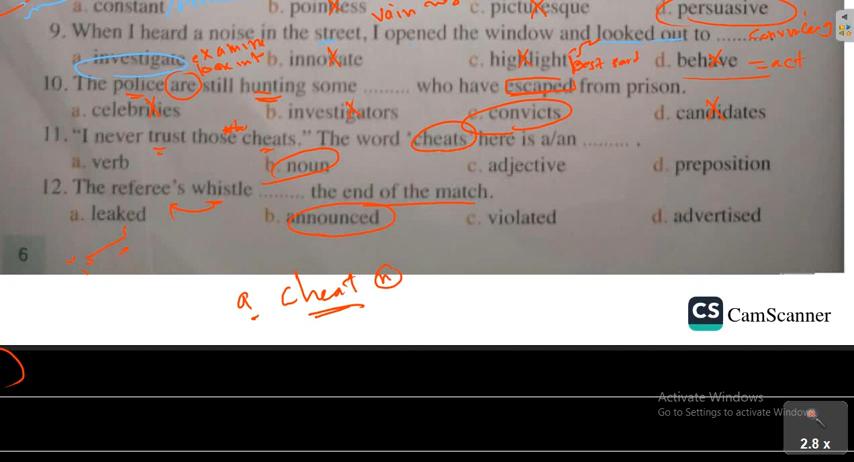 a. constant b. pointless vain c. picturesque d. persuasive
9. When I heard a noise in the street, I opened the window and looked out to ........ convincing
a. investigate examine b. innovate c. highlight d. behave = act
10. The police are still hunting some ......... who have escaped from prison.
a. celebrities b. investigators c. convicts d. candidates
11. "I never trust those cheats." The word "cheats" here is a/an ......... .
a. verb b. noun c. adjective d. preposition
12. The referee's whistle ......... the end of the match.
a. leaked b. announced c. violated d. advertised
6
a cheat n
CS CamScanner
Activate Windows
Go to Settings to activate Windows.
2.8 x